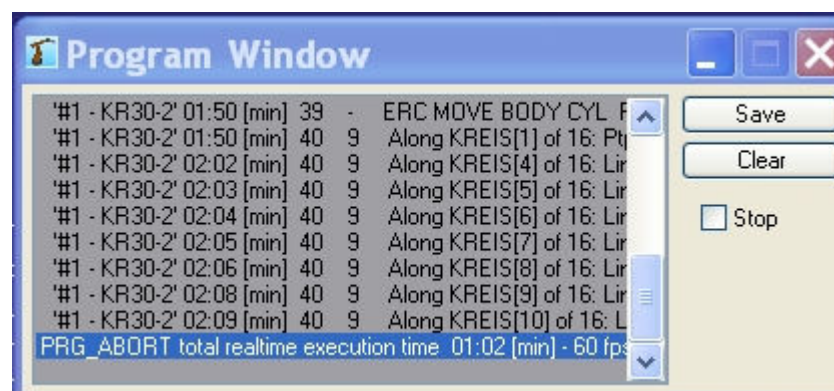 Program Window
'#1 - KR30-2' 01:50 [min] 39 - ERC MOVE BODY CYL
'#1 - KR30-2' 01:50 [min] 40 9 Along KREIS[1] of 16:
'#1 - KR30-2' 02:02 [min] 40 9 Along KREIS[4] of 16:
'#1 - KR30-2' 02:03 [min] 40 9 Along KREIS[5] of 16:
'#1 - KR30-2' 02:04 [min] 40 9 Along KREIS[6] of 16:
'#1 - KR30-2' 02:05 [min] 40 9 Along KREIS[7] of 16:
'#1 - KR30-2' 02:06 [min] 40 9 Along KREIS[8] of 16:
'#1 - KR30-2' 02:08 [min] 40 9 Along KREIS[9] of 16:
'#1 - KR30-2' 02:09 [min] 40 9 Along KREIS[10] of 16:
PRG_ABORT total realtime execution time 01:02 [min] - 60 fps
Save
Clear
Stop